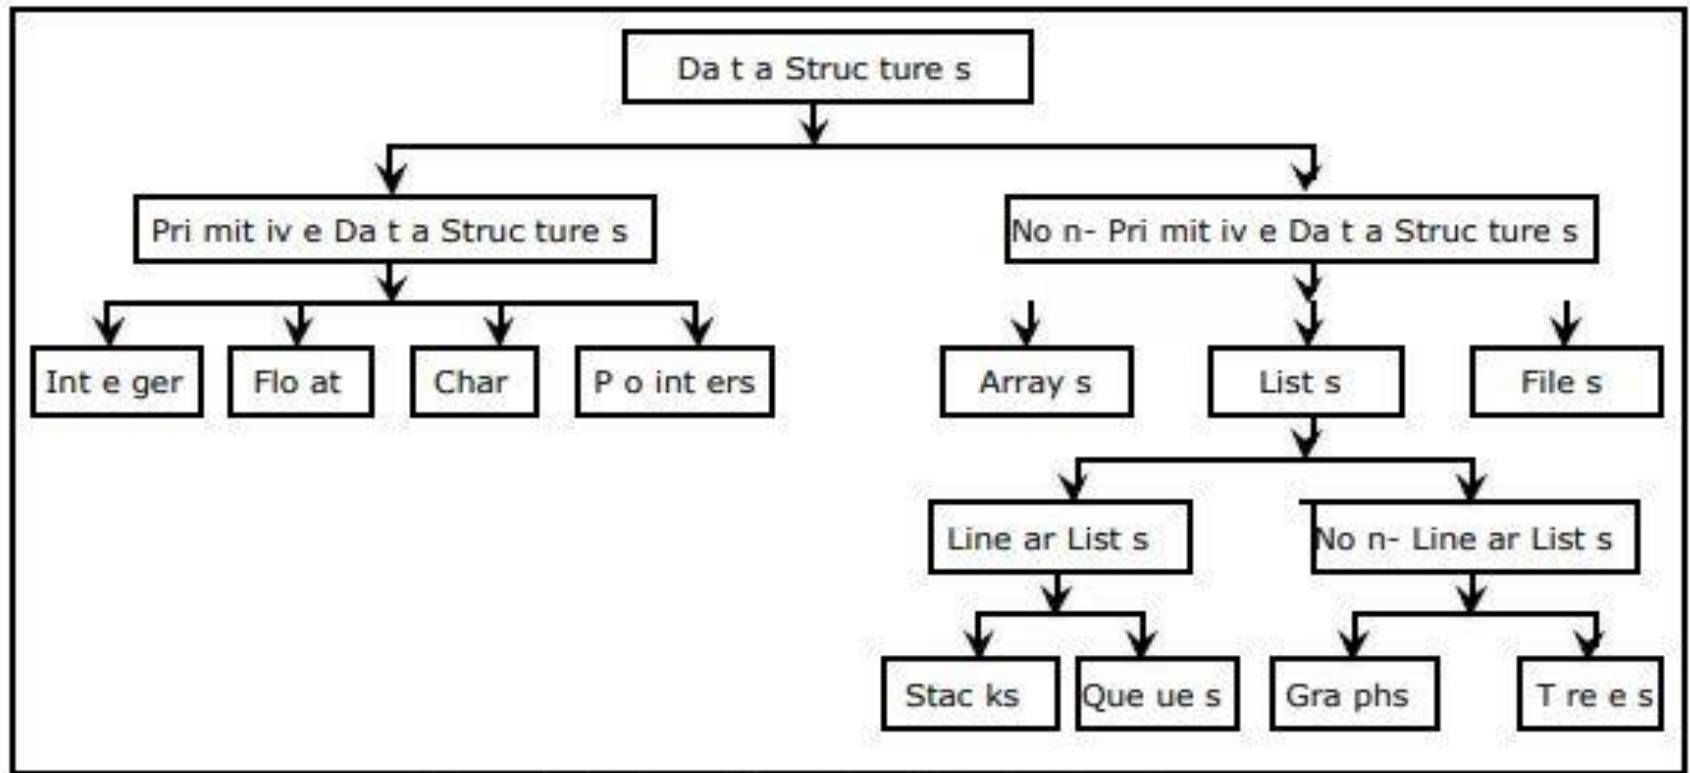 Da t a Struc ture s
Pri mit iv e Da t a Struc ture s
No n- Pri mit iv e Da t a Struc ture s
Int e ger
Flo at
Char
P o int ers
Array s
List s
File s
Line ar List s
No n- Line ar List s
Stac ks
Que ue s
Gra phs
T re e s